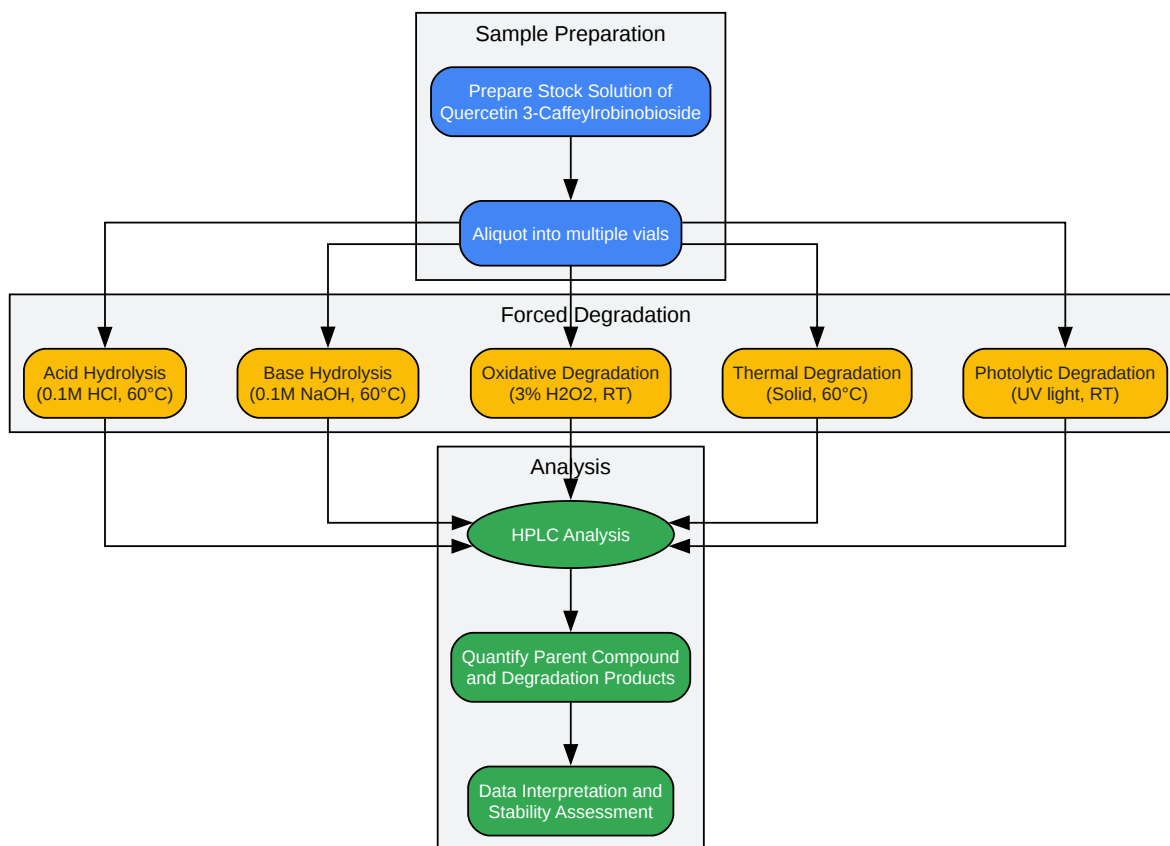 Sample Preparation
Prepare Stock Solution of
Quercetin 3-Caffeylrobinobioside
Aliquot into multiple vials
Forced Degradation
Acid Hydrolysis
(0.1M HCl, 60°C)
Base Hydrolysis
(0.1M NaOH, 60°C)
Oxidative Degradation
(3% H2O2, RT)
Thermal Degradation
(Solid, 60°C)
Photolytic Degradation
(UV light, RT)
Analysis
HPLC Analysis
Quantify Parent Compound
and Degradation Products
Data Interpretation and
Stability Assessment